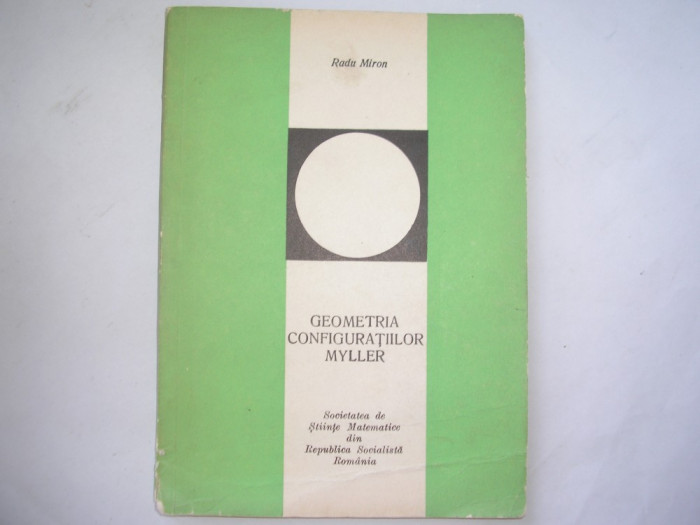 Radu Miron
GEOMETRIA
CONFIGURAȚIILOR
MYLLER
Societatea de
Științe Matematice
din
Republica Socialistă
România